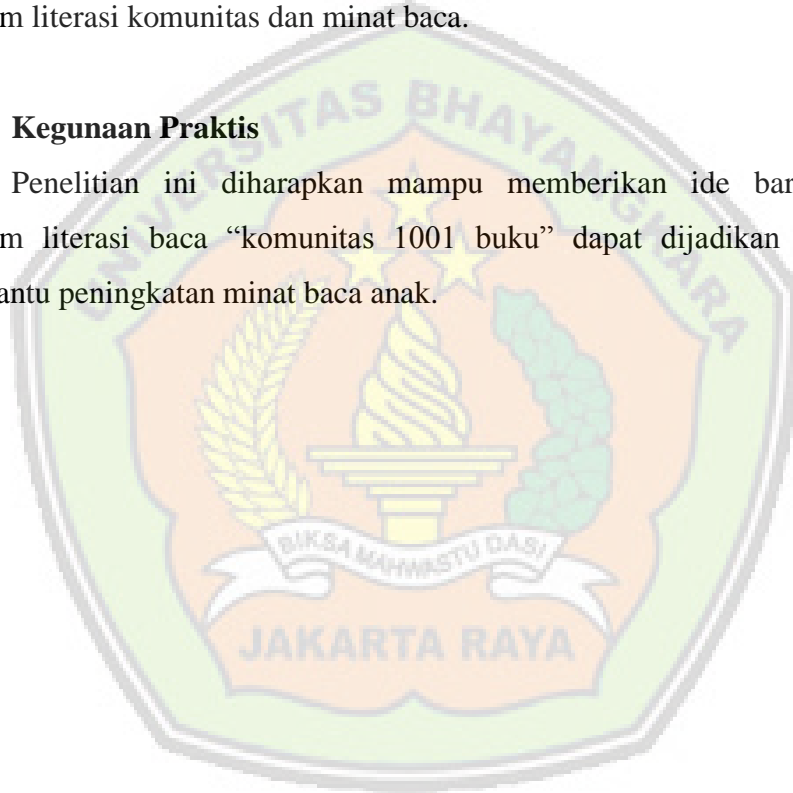 m literasi komunitas dan minat baca.
Kegunaan Praktis
Penelitian ini diharapkan mampu memberikan ide bar
m literasi baca “komunitas 1001 buku” dapat dijadikan
antu peningkatan minat baca anak.
UNIVERSITAS BHAYANGKARA
BIKSA MAHWASTU DASI
JAKARTA RAYA